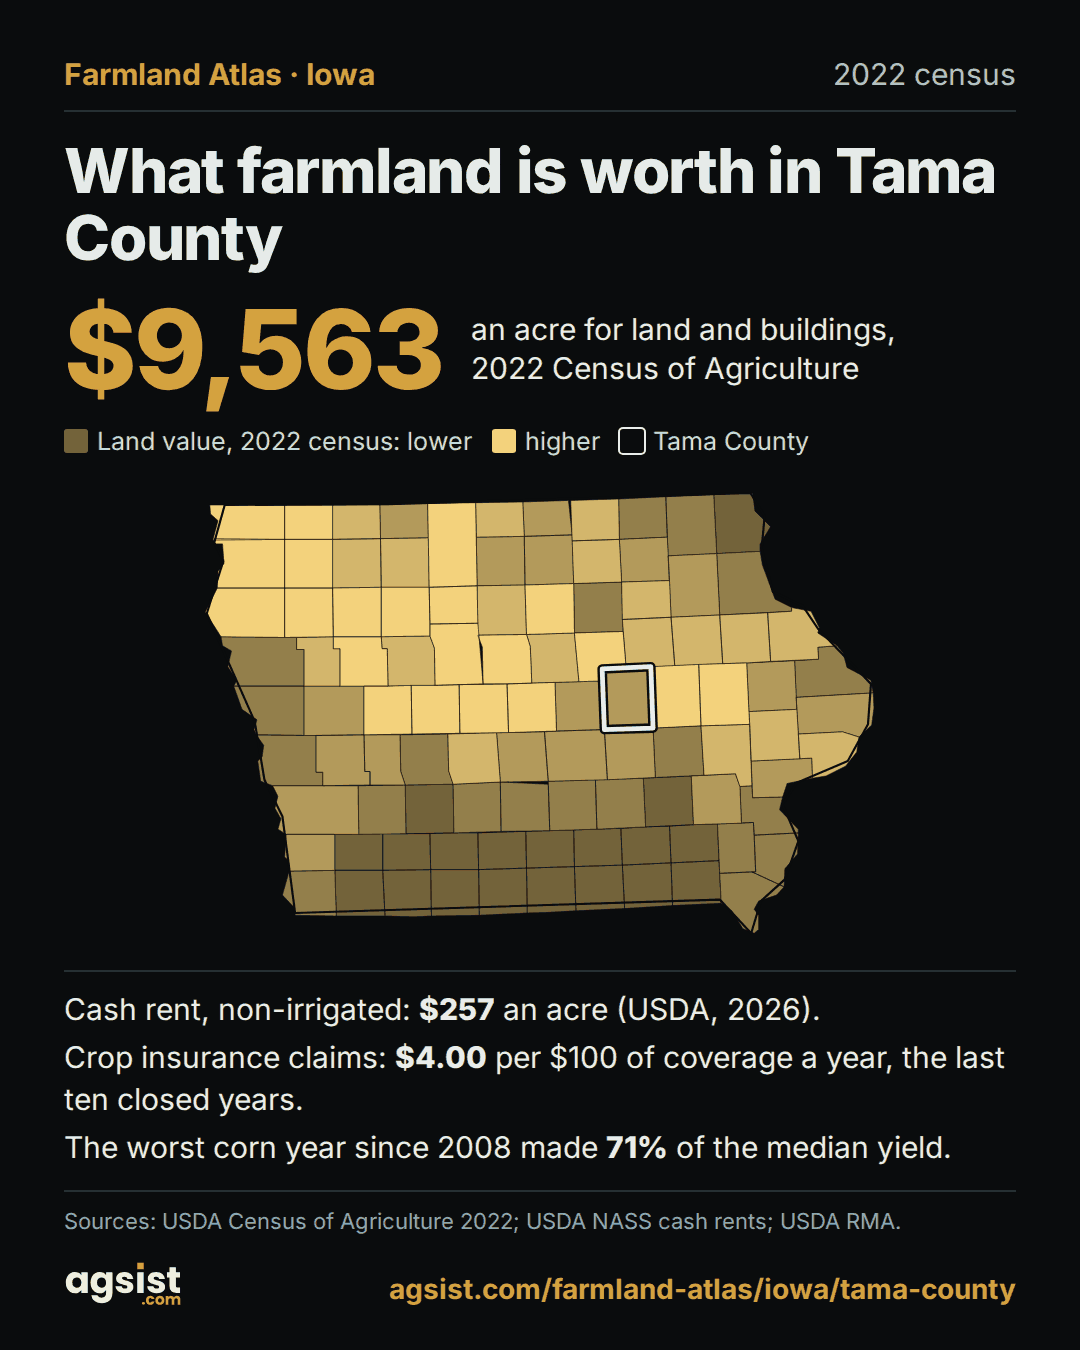 Farmland Atlas · Iowa
2022 census
What farmland is worth in Tama
County
$9,563
an acre for land and buildings,
2022 Census of Agriculture
Land value, 2022 census: lower
higher
Tama County
Cash rent, non-irrigated: $257 an acre (USDA, 2026).
Crop insurance claims: $4.00 per $100 of coverage a year, the last
ten closed years.
The worst corn year since 2008 made 71% of the median yield.
Sources: USDA Census of Agriculture 2022; USDA NASS cash rents; USDA RMA.
agsist
.com
agsist.com/farmland-atlas/iowa/tama-county